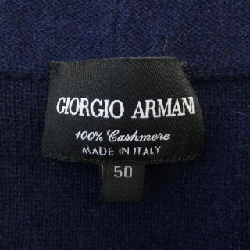 GIORGIO ARMANI
100% Cashmere
MADE IN ITALY
50